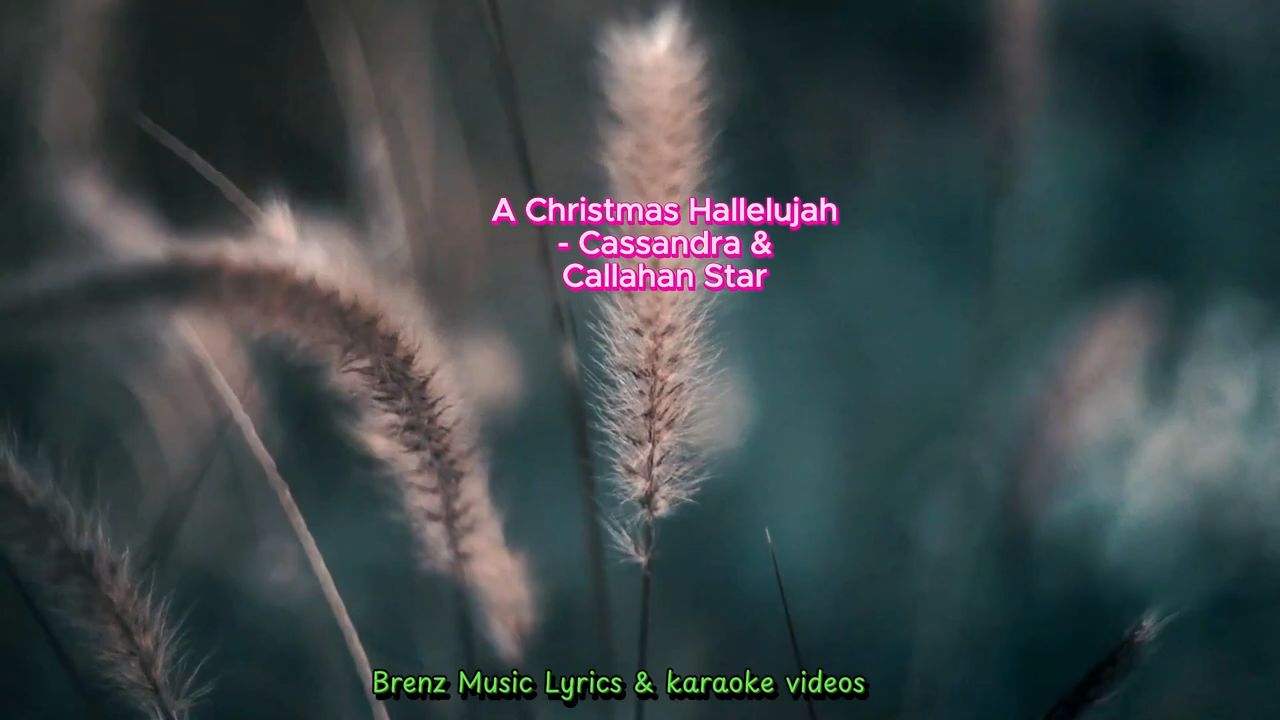 A Christmas Hallelujah
- Cassandra &
Callahan Star
Brenz Music Lyrics & karaoke videos